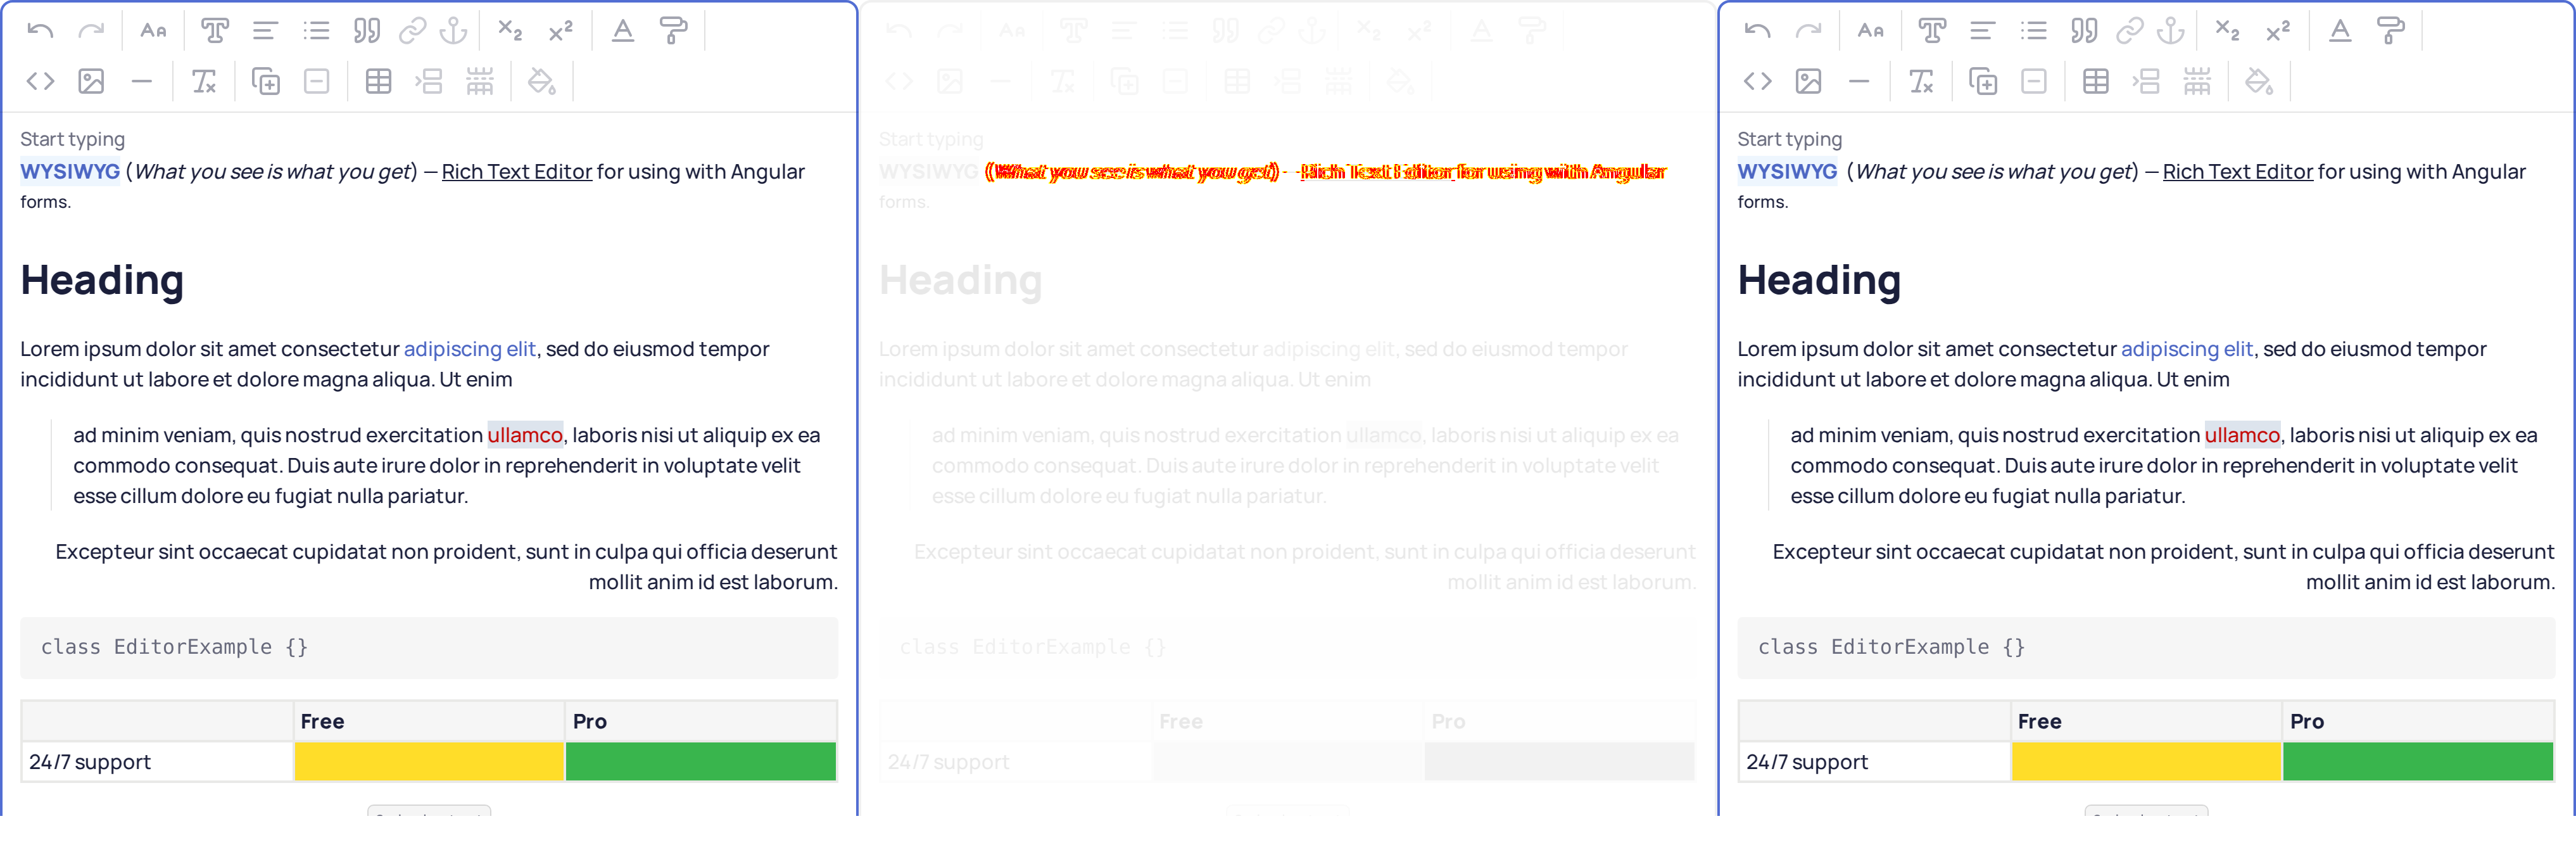 Start typing
WYSIWYG (What you see is what you get) — Rich Text Editor for using with Angular
forms.
Heading
Lorem ipsum dolor sit amet consectetur adipiscing elit, sed do eiusmod tempor
incididunt ut labore et dolore magna aliqua. Ut enim
ad minim veniam, quis nostrud exercitation ullamco, laboris nisi ut aliquip ex ea
commodo consequat. Duis aute irure dolor in reprehenderit in voluptate velit
esse cillum dolore eu fugiat nulla pariatur.
Excepteur sint occaecat cupidatat non proident, sunt in culpa qui officia deserunt
mollit anim id est laborum.
class EditorExample {}
Free Pro
24/7 support
Start typing
WYSIWYG (What you see is what you get) — Rich Text Editor for using with Angular
forms.
Heading
Lorem ipsum dolor sit amet consectetur adipiscing elit, sed do eiusmod tempor
incididunt ut labore et dolore magna aliqua. Ut enim
ad minim veniam, quis nostrud exercitation ullamco, laboris nisi ut aliquip ex ea
commodo consequat. Duis aute irure dolor in reprehenderit in voluptate velit
esse cillum dolore eu fugiat nulla pariatur.
Excepteur sint occaecat cupidatat non proident, sunt in culpa qui officia deserunt
mollit anim id est laborum.
class EditorExample {}
Free Pro
24/7 support
Start typing
WYSIWYG (What you see is what you get) — Rich Text Editor for using with Angular
forms.
Heading
Lorem ipsum dolor sit amet consectetur adipiscing elit, sed do eiusmod tempor
incididunt ut labore et dolore magna aliqua. Ut enim
ad minim veniam, quis nostrud exercitation ullamco, laboris nisi ut aliquip ex ea
commodo consequat. Duis aute irure dolor in reprehenderit in voluptate velit
esse cillum dolore eu fugiat nulla pariatur.
Excepteur sint occaecat cupidatat non proident, sunt in culpa qui officia deserunt
mollit anim id est laborum.
class EditorExample {}
Free Pro
24/7 support